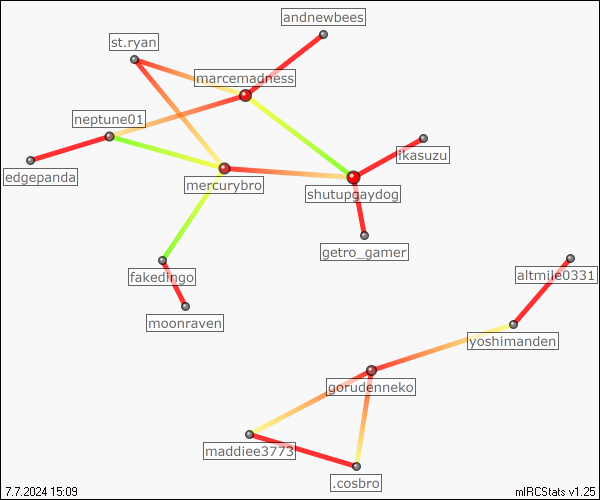 andnewbees
st.ryan
marcemadness
neptune01
ikasuzu
edgepanda
mercurybro
shutupgaydog
getro_gamer
fakedingo
altmile0331
moonraven
yoshimanden
gorudenneko
maddiee3773
.cosbro
7.7.2024 15:09
mIRCStats v1.25